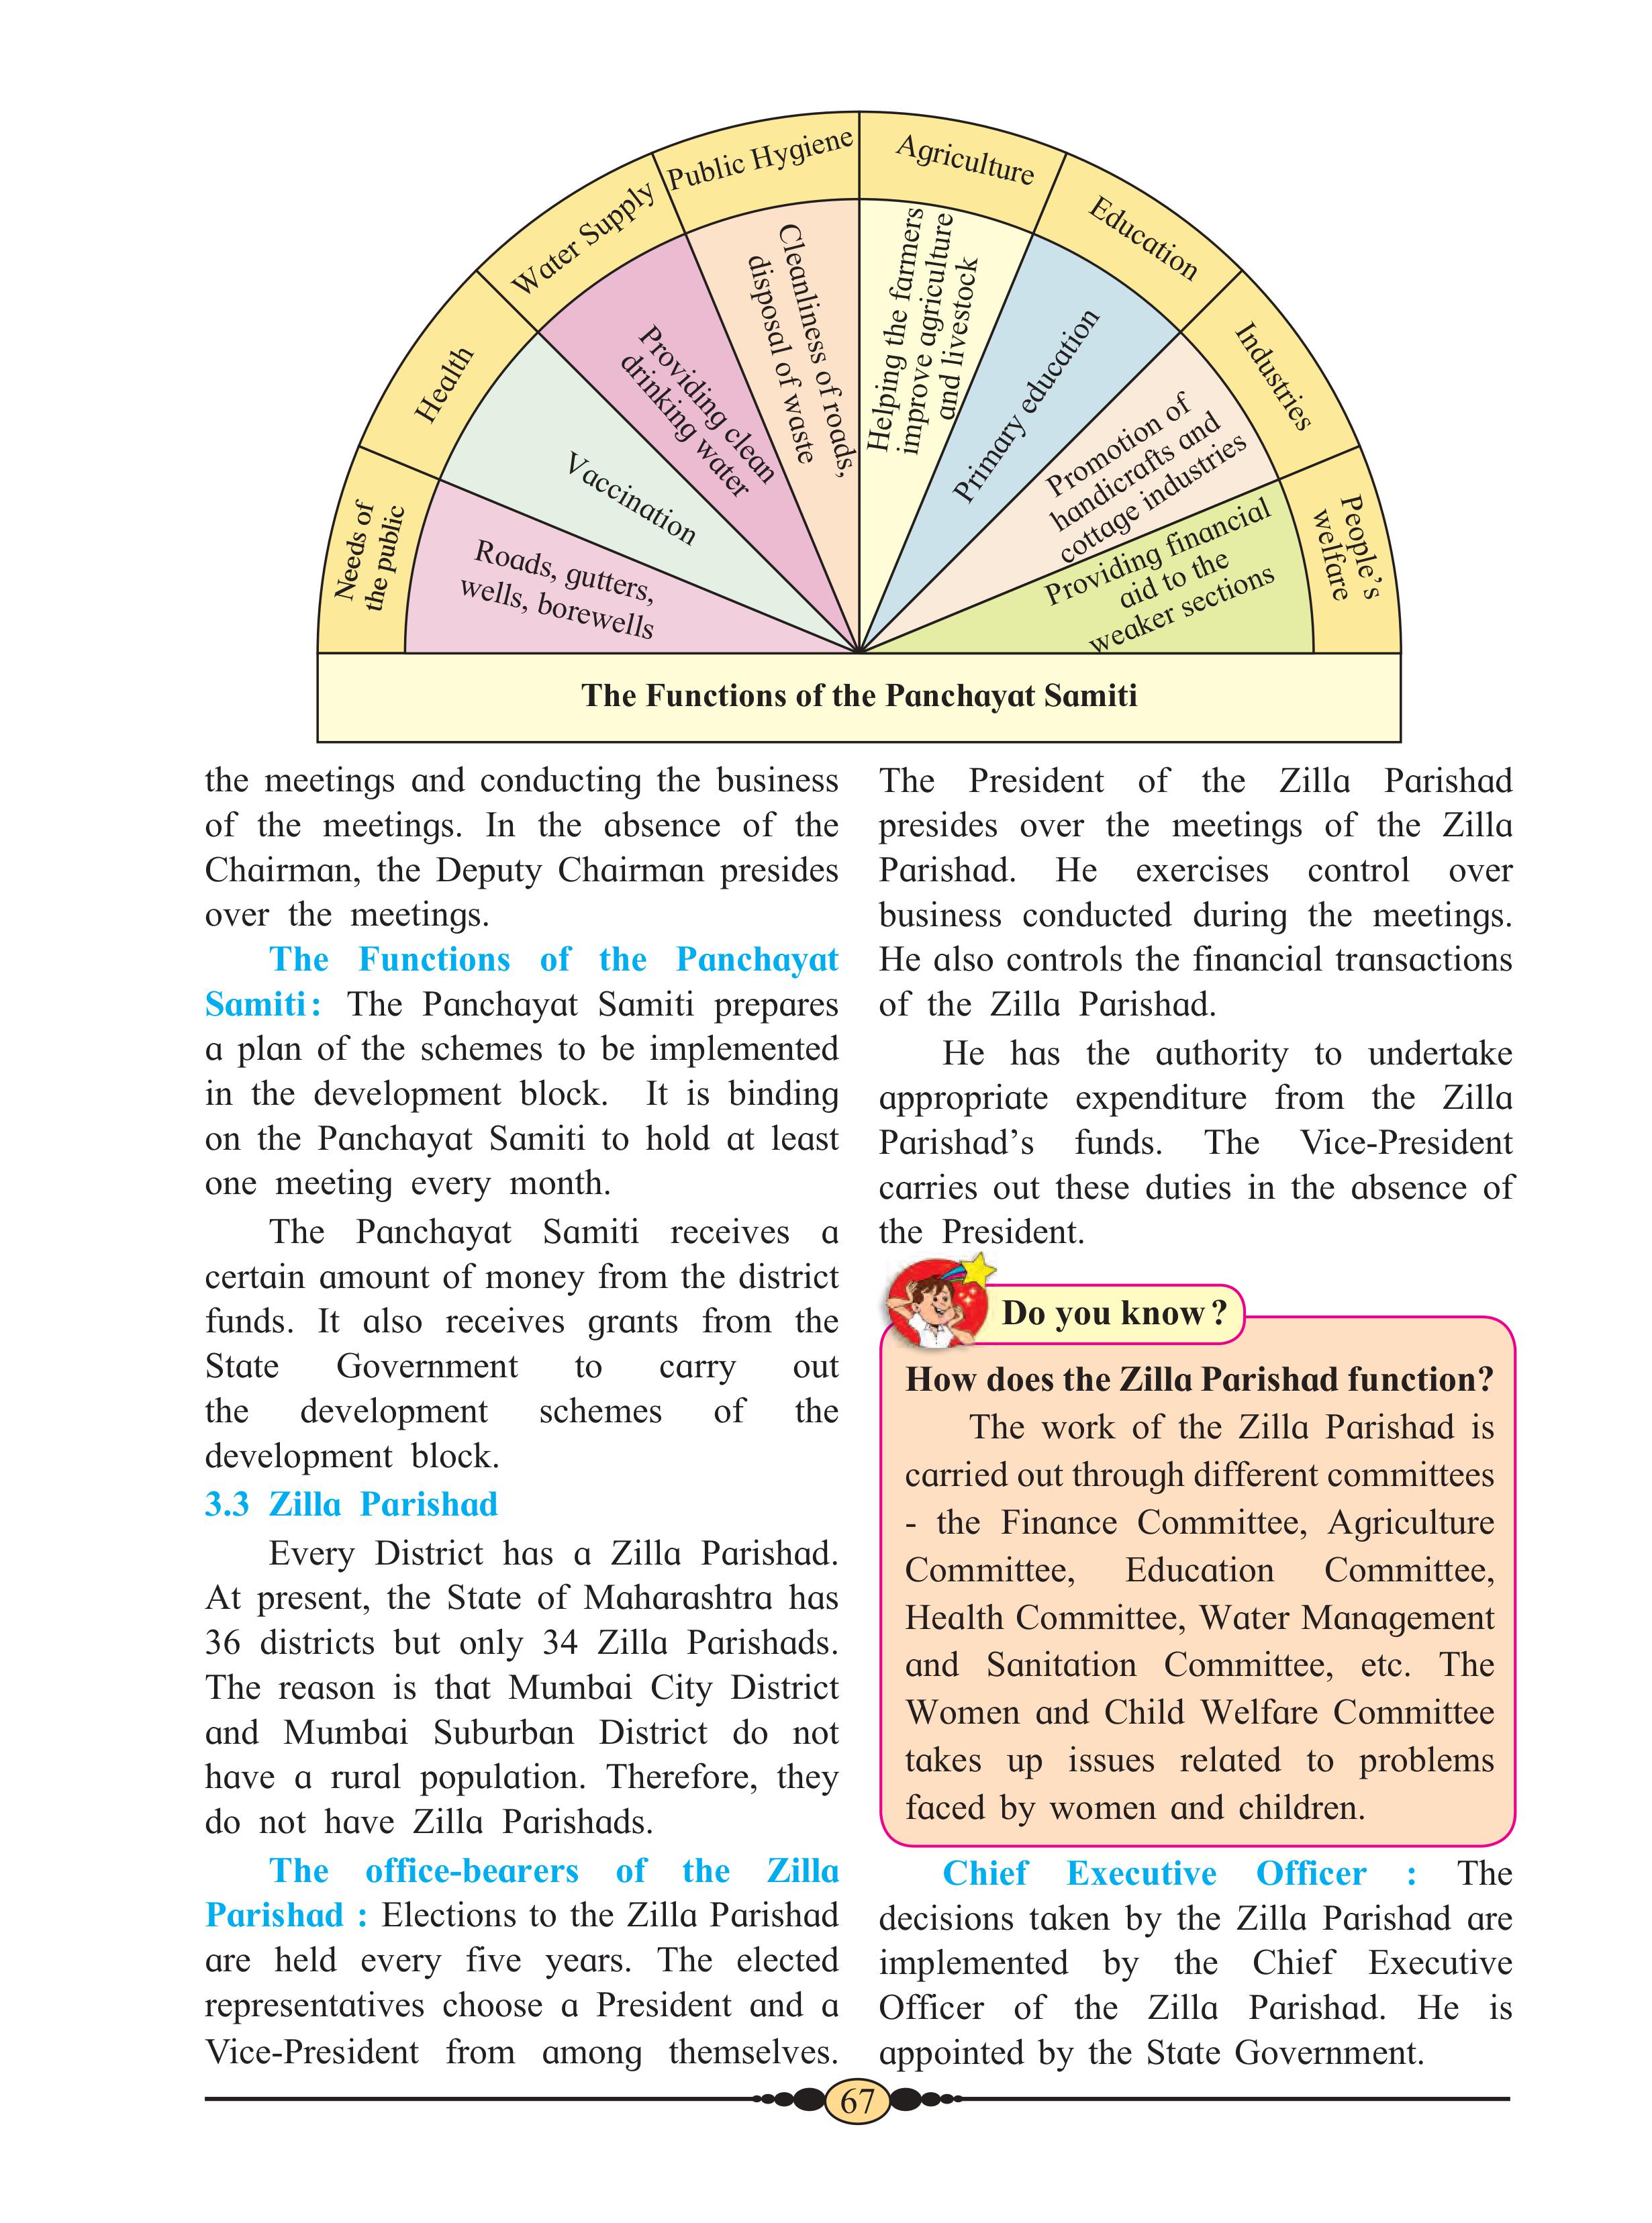 Needs of
the public
Health
Water Supply
Public Hygiene
Agriculture
Education
Industries
People's
welfare
Roads, gutters,
wells, borewells
Vaccination
Providing clean
drinking water
Cleanliness of roads,
disposal of waste
Helping the farmers
improve agriculture
and livestock
Primary education
Promotion of
handicrafts and
cottage industries
Providing financial
aid to the
weaker sections
The Functions of the Panchayat Samiti
the meetings and conducting the business
of the meetings. In the absence of the
Chairman, the Deputy Chairman presides
over the meetings.
The Functions of the Panchayat
Samiti: The Panchayat Samiti prepares
a plan of the schemes to be implemented
in the development block. It is binding
on the Panchayat Samiti to hold at least
one meeting every month.
The Panchayat Samiti receives a
certain amount of money from the district
funds. It also receives grants from the
State Government to carry out
the development schemes of the
development block.
3.3 Zilla Parishad
Every District has a Zilla Parishad.
At present, the State of Maharashtra has
36 districts but only 34 Zilla Parishads.
The reason is that Mumbai City District
and Mumbai Suburban District do not
have a rural population. Therefore, they
do not have Zilla Parishads.
The office-bearers of the Zilla
Parishad : Elections to the Zilla Parishad
are held every five years. The elected
representatives choose a President and a
Vice-President from among themselves.
The President of the Zilla Parishad
presides over the meetings of the Zilla
Parishad. He exercises control over
business conducted during the meetings.
He also controls the financial transactions
of the Zilla Parishad.
He has the authority to undertake
appropriate expenditure from the Zilla
Parishad's funds. The Vice-President
carries out these duties in the absence of
the President.
Do you know ?
How does the Zilla Parishad function?
The work of the Zilla Parishad is
carried out through different committees
- the Finance Committee, Agriculture
Committee, Education Committee,
Health Committee, Water Management
and Sanitation Committee, etc. The
Women and Child Welfare Committee
takes up issues related to problems
faced by women and children.
Chief Executive Officer : The
decisions taken by the Zilla Parishad are
implemented by the Chief Executive
Officer of the Zilla Parishad. He is
appointed by the State Government.
67